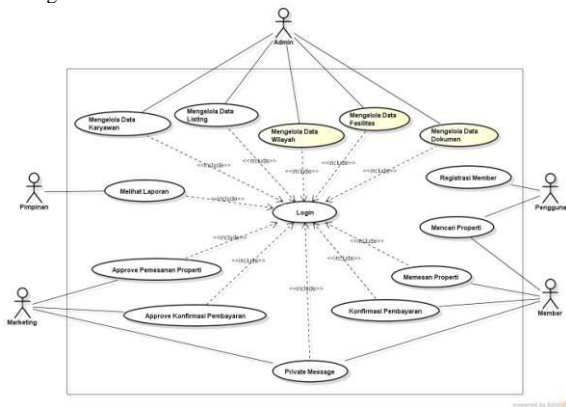 Admin
Mengelola Data
Karyawan
Mengelola Data
Listing
Mengelola Data
Wilayah
Mengelola Data
Fasilitas
Mengelola Data
Dokumen
<<include>>
<<include>>
<<include>>
<<include>>
<<include>>
Registrasi Member
Pimpinan
Melihat Laporan
<<include>>
Login
Pengguna
Mencari Properti
<<include>>
<<include>>
<<include>>
<<include>>
<<include>>
Approve Pemesanan Properti
Memesan Properti
Marketing
Approve Konfirmasi Pembayaran
Konfirmasi Pembayaran
Member
Private Message